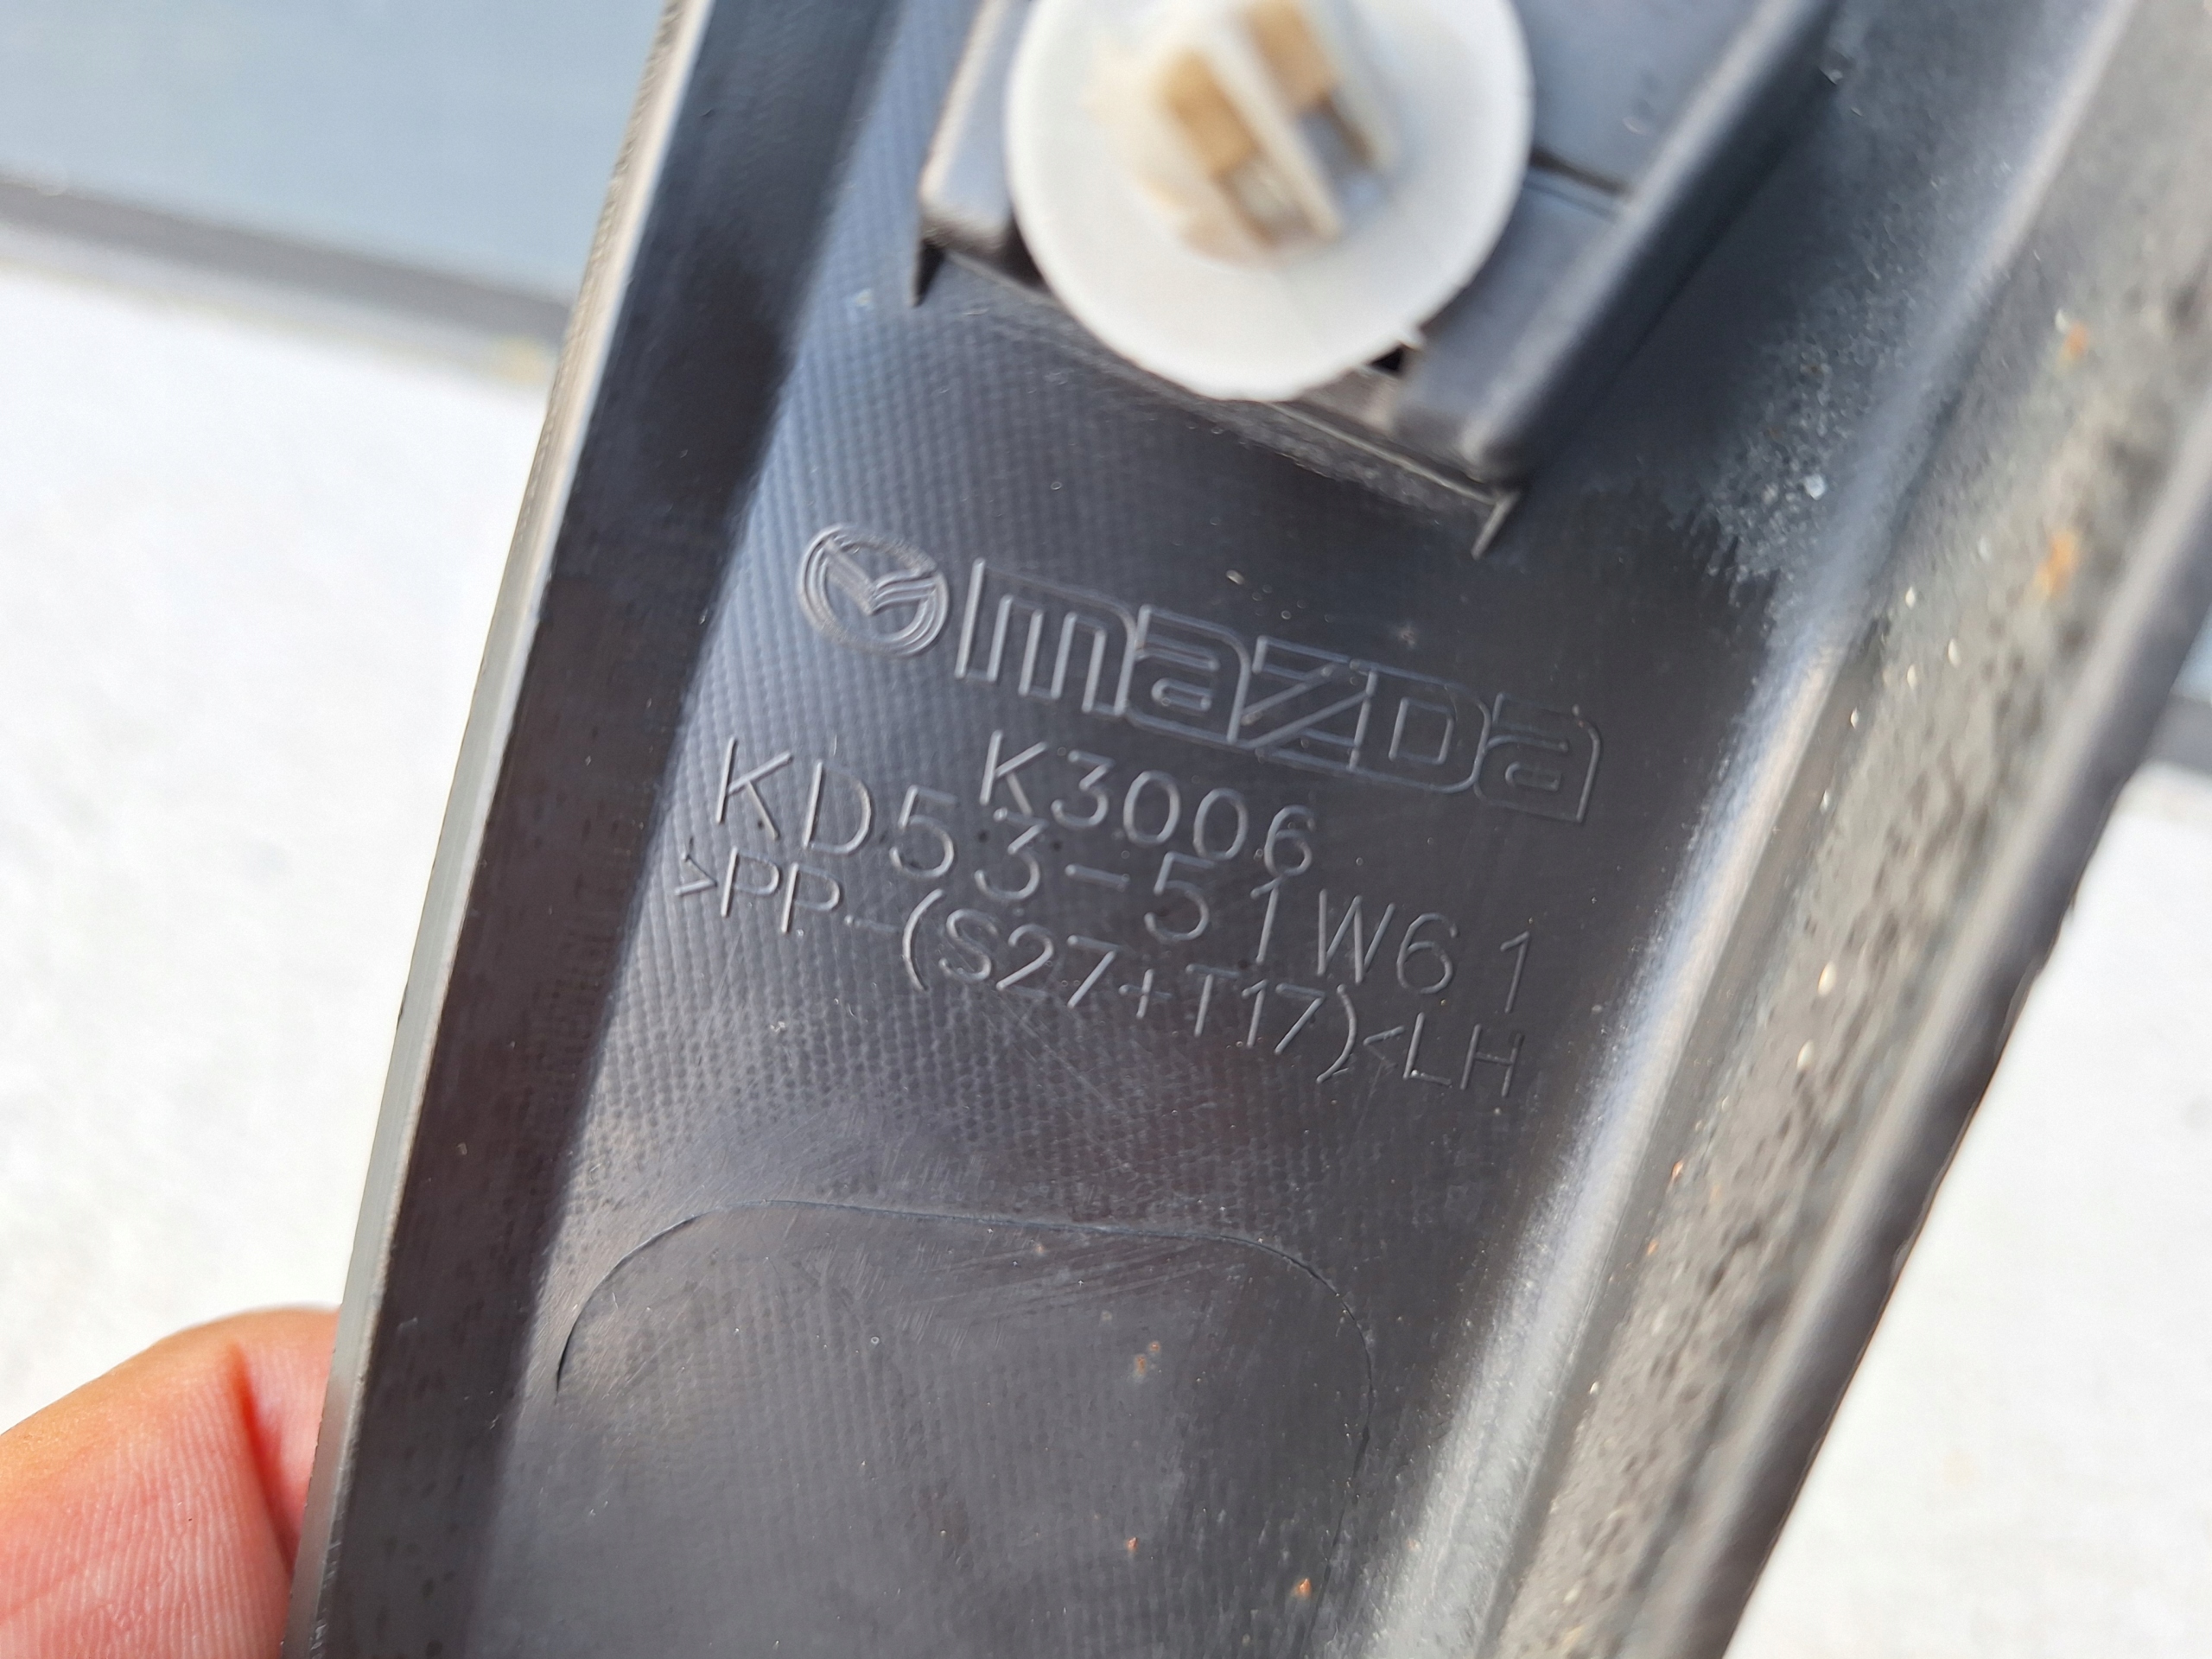 mazda
K3006
KD53-51W61
>PP-(S27+T17)<LH